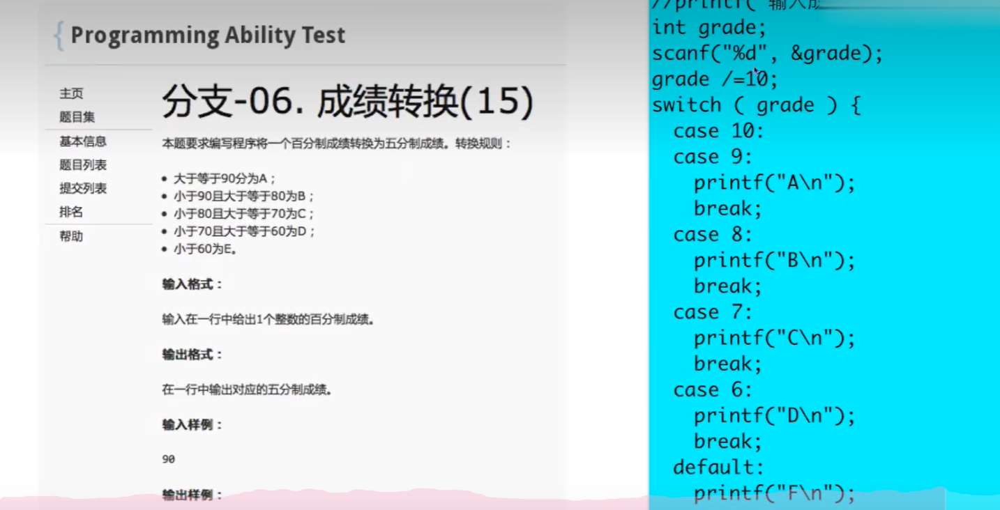 { Programming Ability Test
主页
题目集
基本信息
题目列表
提交列表
排名
帮助
分支-06. 成绩转换(15)
本题要求编写程序将一个百分制成绩转换为五分制成绩。转换规则：
• 大于等于90分为A；
• 小于90且大于等于80为B；
• 小于80且大于等于70为C；
• 小于70且大于等于60为D；
• 小于60为E。
输入格式：
输入在一行中给出1个整数的百分制成绩。
输出格式：
在一行中输出对应的五分制成绩。
输入样例：
90
输出样例：
//printf( 输入成
int grade;
scanf("%d", &grade);
grade /=10;
switch ( grade ) {
case 10:
case 9:
printf("A\n");
break;
case 8:
printf("B\n");
break;
case 7:
printf("C\n");
break;
case 6:
printf("D\n");
break;
default:
printf("F\n");